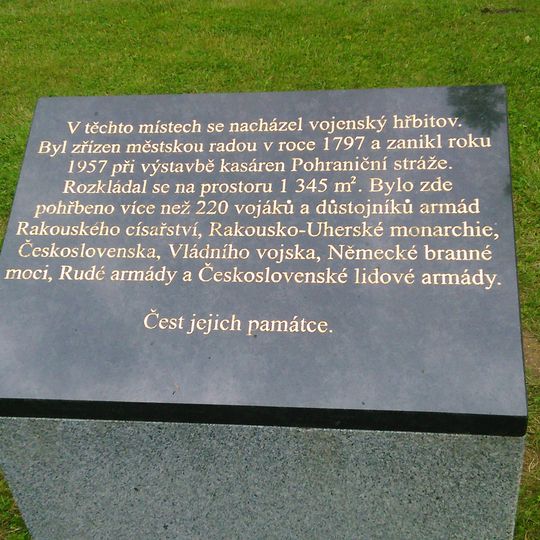 V těchto místech se nacházel vojenský hřbitov.
Byl zřízen městskou radou v roce 1797 a zanikl roku
1957 při výstavbě kasáren Pohraniční stráže.
Rozkládal se na prostoru 1 345 m². Bylo zde
pohřbeno více než 220 vojáků a důstojníků armád
Rakouského císařství, Rakousko-Uherské monarchie,
Československa, Vládního vojska, Německé branné
moci, Rudé armády a Československé lidové armády.
Čest jejich památce.